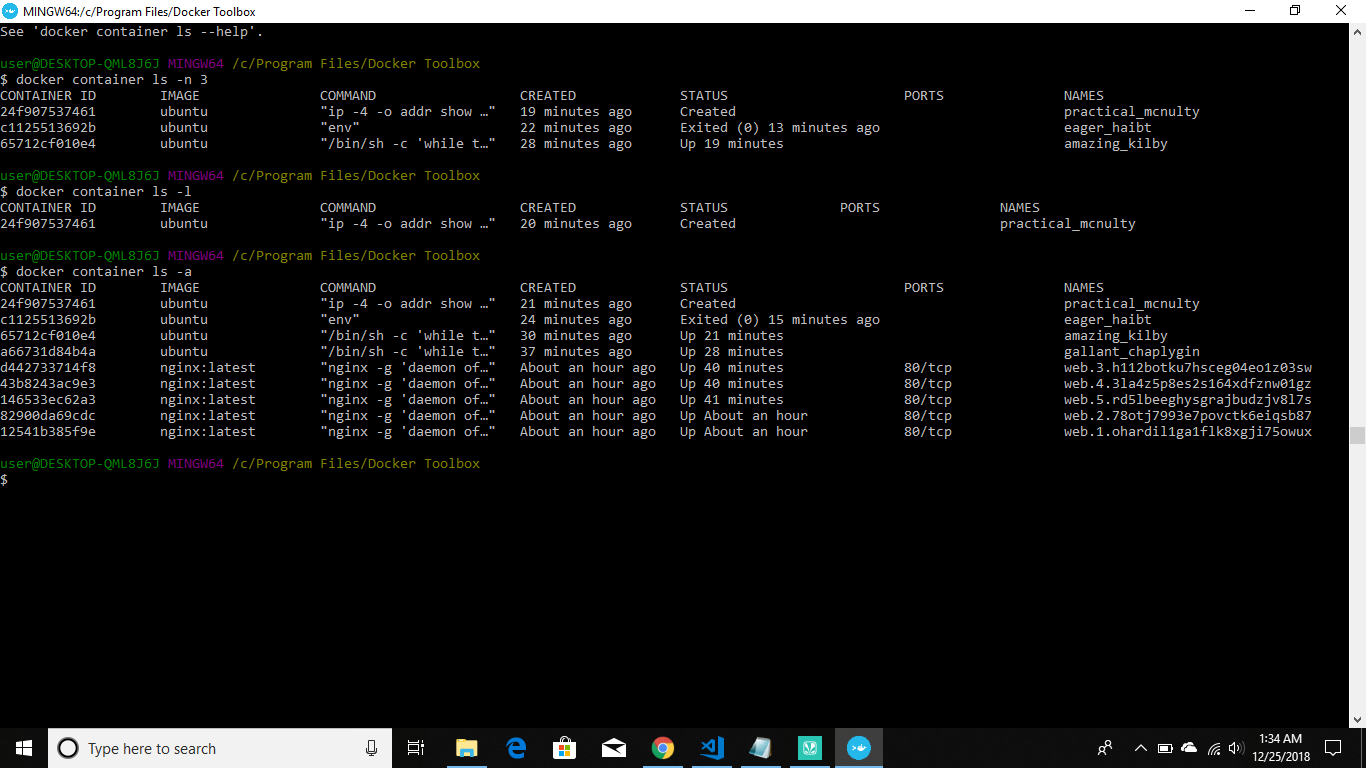 MINGW64:/c/Program Files/Docker Toolbox
See 'docker container ls --help'.
user@DESKTOP-QML8J6J MINGW64 /c/Program Files/Docker Toolbox
$ docker container ls -n 3
CONTAINER ID IMAGE COMMAND CREATED STATUS PORTS NAMES
24f907537461 ubuntu "ip -4 -o addr show …" 19 minutes ago Created practical_mcnulty
c1125513692b ubuntu "env" 22 minutes ago Exited (0) 13 minutes ago eager_haibt
65712cf010e4 ubuntu "/bin/sh -c 'while t…" 28 minutes ago Up 19 minutes amazing_kilby
user@DESKTOP-QML8J6J MINGW64 /c/Program Files/Docker Toolbox
$ docker container ls -l
CONTAINER ID IMAGE COMMAND CREATED STATUS PORTS NAMES
24f907537461 ubuntu "ip -4 -o addr show …" 20 minutes ago Created practical_mcnulty
user@DESKTOP-QML8J6J MINGW64 /c/Program Files/Docker Toolbox
$ docker container ls -a
CONTAINER ID IMAGE COMMAND CREATED STATUS PORTS NAMES
24f907537461 ubuntu "ip -4 -o addr show …" 21 minutes ago Created practical_mcnulty
c1125513692b ubuntu "env" 24 minutes ago Exited (0) 15 minutes ago eager_haibt
65712cf010e4 ubuntu "/bin/sh -c 'while t…" 30 minutes ago Up 21 minutes amazing_kilby
a66731d84b4a ubuntu "/bin/sh -c 'while t…" 37 minutes ago Up 28 minutes gallant_chaplygin
d442733714f8 nginx:latest "nginx -g 'daemon of…" About an hour ago Up 40 minutes 80/tcp web.3.h112botku7hsceg04eo1z03sw
43b8243ac9e3 nginx:latest "nginx -g 'daemon of…" About an hour ago Up 40 minutes 80/tcp web.4.3la4z5p8es2s164xdfznw01gz
146533ec62a3 nginx:latest "nginx -g 'daemon of…" About an hour ago Up 41 minutes 80/tcp web.5.rd5lbeeghysgrajbudzjv8l7s
82900da69cdc nginx:latest "nginx -g 'daemon of…" About an hour ago Up About an hour 80/tcp web.2.78otj7993e7povctk6eiqsb87
12541b385f9e nginx:latest "nginx -g 'daemon of…" About an hour ago Up About an hour 80/tcp web.1.ohardil1ga1flk8xgji75owux
user@DESKTOP-QML8J6J MINGW64 /c/Program Files/Docker Toolbox
$
Type here to search
1:34 AM
12/25/2018